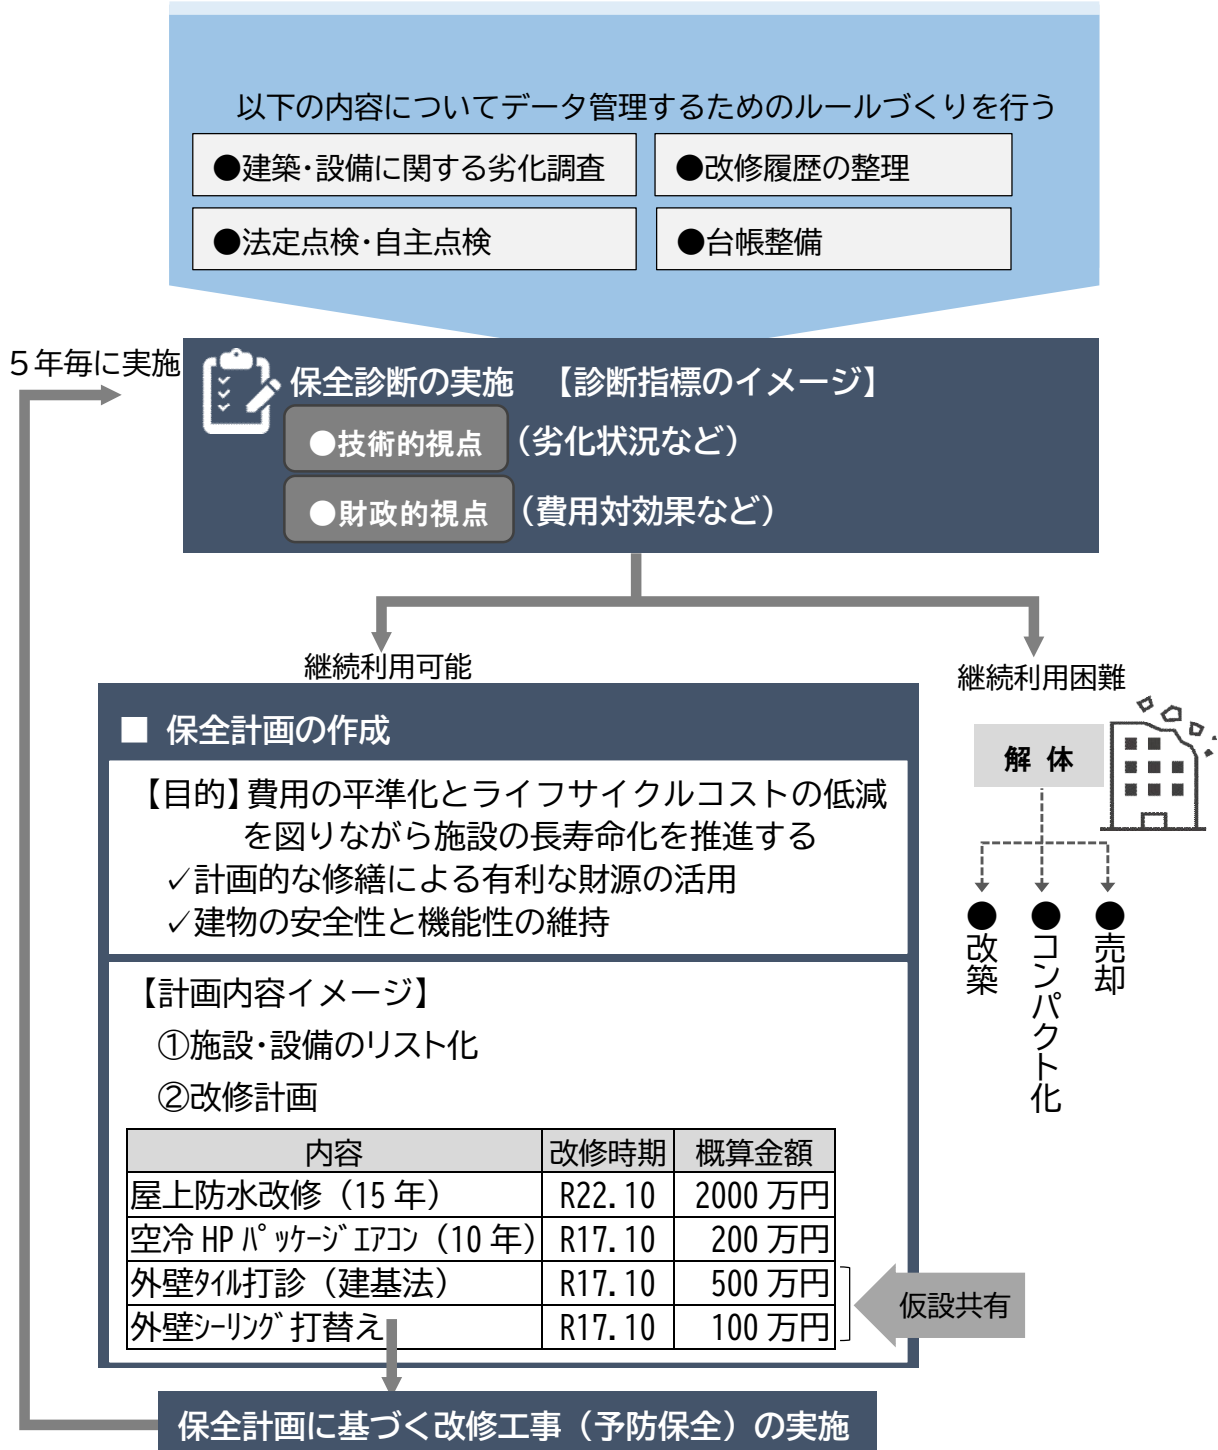 以下の内容についてデータ管理するためのルールづくりを行う
●建築・設備に関する劣化調査
●改修履歴の整理
●法定点検・自主点検
●台帳整備
５年毎に実施
保全診断の実施 【診断指標のイメージ】
●技術的視点 （劣化状況など）
●財政的視点 （費用対効果など）
継続利用可能
継続利用困難
■ 保全計画の作成
【目的】費用の平準化とライフサイクルコストの低減
を図りながら施設の長寿命化を推進する
✓計画的な修繕による有利な財源の活用
✓建物の安全性と機能性の維持
解 体
●改築
●コンパクト化
●売却
【計画内容イメージ】
①施設・設備のリスト化
②改修計画
内容 改修時期 概算金額
屋上防水改修（15 年） R22.10 2000 万円
空冷 HP ﾊﾟｯｹｰｼﾞｴｱｺﾝ（10 年） R17.10 200 万円
外壁ﾀｲﾙ打診（建基法） R17.10 500 万円
外壁ｼｰﾘﾝｸﾞ打替え R17.10 100 万円
仮設共有
保全計画に基づく改修工事（予防保全）の実施